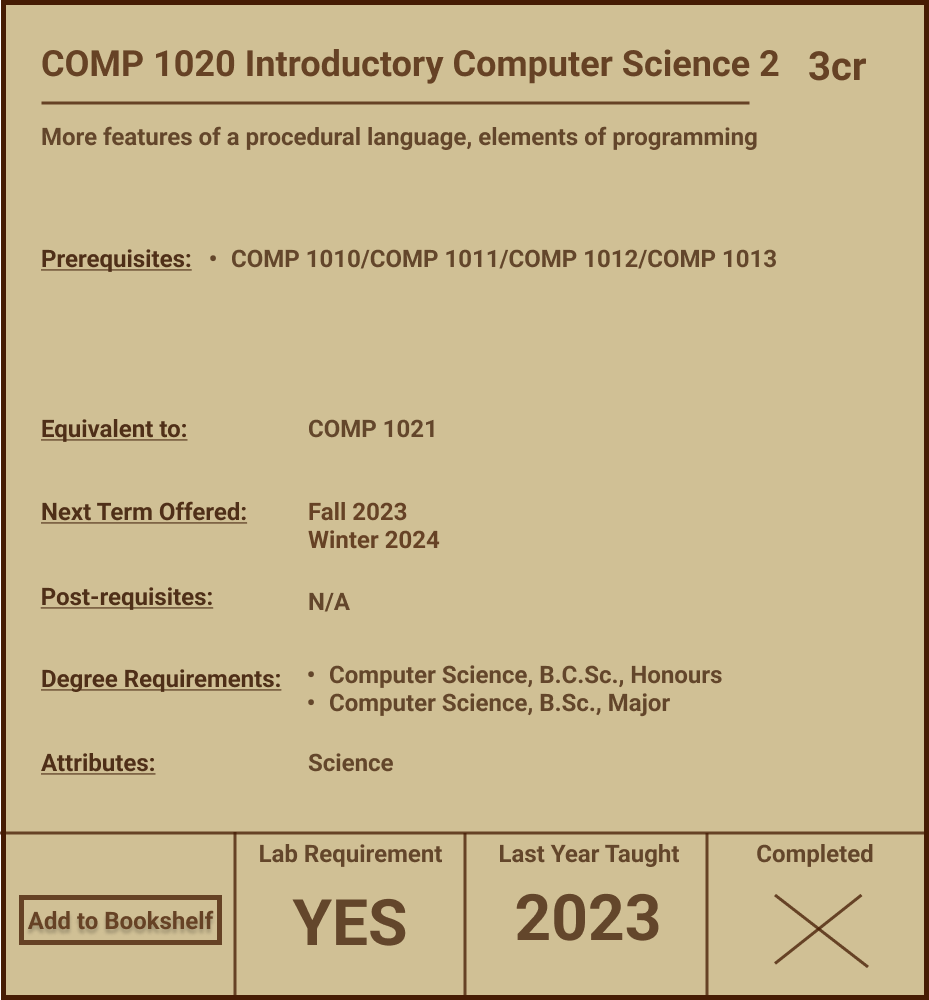 COMP 1020 Introductory Computer Science 2 3cr
More features of a procedural language, elements of programming
Prerequisites: • COMP 1010/COMP 1011/COMP 1012/COMP 1013
Equivalent to: COMP 1021
Next Term Offered: Fall 2023
Winter 2024
Post-requisites: N/A
Degree Requirements: • Computer Science, B.C.Sc., Honours
• Computer Science, B.Sc., Major
Attributes: Science
Lab Requirement Last Year Taught Completed
Add to Bookshelf YES 2023